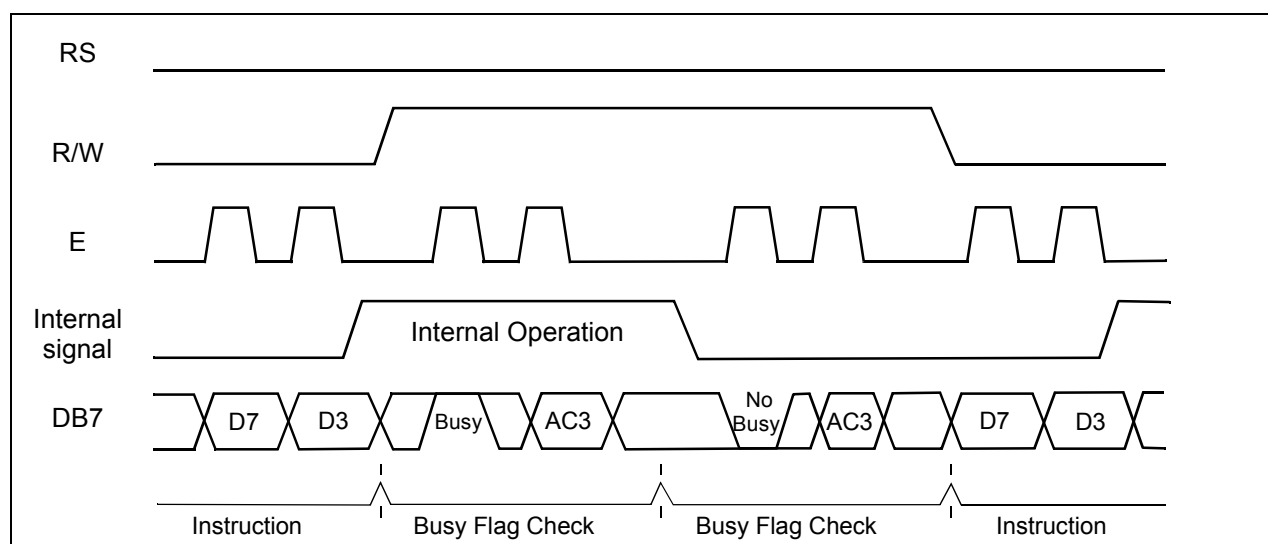 RS
R/W
E
Internal
signal
Internal Operation
DB7
D7
D3
Busy
AC3
No
Busy
AC3
D7
D3
Instruction
Busy Flag Check
Busy Flag Check
Instruction